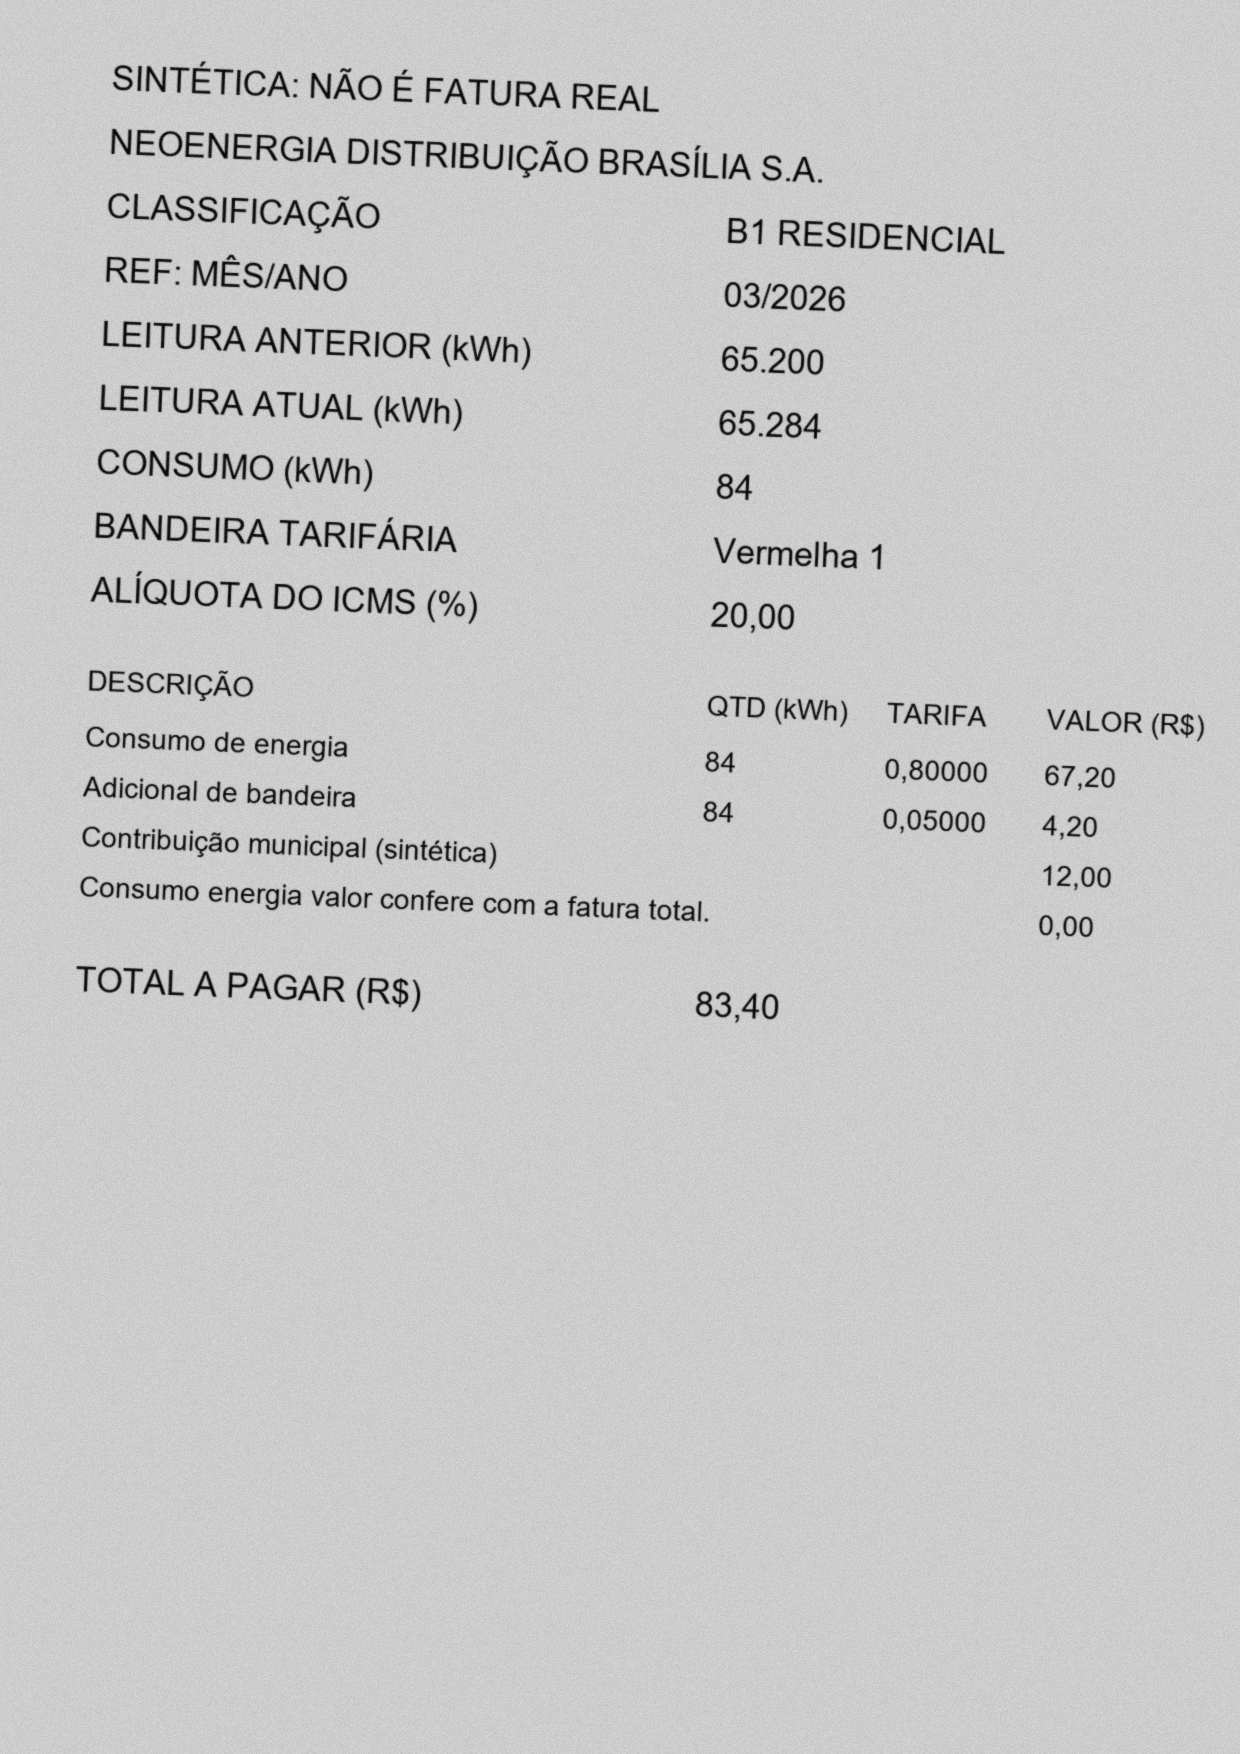 SINTÉTICA: NÃO É FATURA REAL
NEOENERGIA DISTRIBUIÇÃO BRASÍLIA S.A.
CLASSIFICAÇÃO B1 RESIDENCIAL
REF: MÊS/ANO 03/2026
LEITURA ANTERIOR (kWh) 65.200
LEITURA ATUAL (kWh) 65.284
CONSUMO (kWh) 84
BANDEIRA TARIFÁRIA Vermelha 1
ALÍQUOTA DO ICMS (%) 20,00
DESCRIÇÃO QTD (kWh) TARIFA VALOR (R$)
Consumo de energia 84 0,80000 67,20
Adicional de bandeira 84 0,05000 4,20
Contribuição municipal (sintética) 12,00
Consumo energia valor confere com a fatura total. 0,00
TOTAL A PAGAR (R$) 83,40